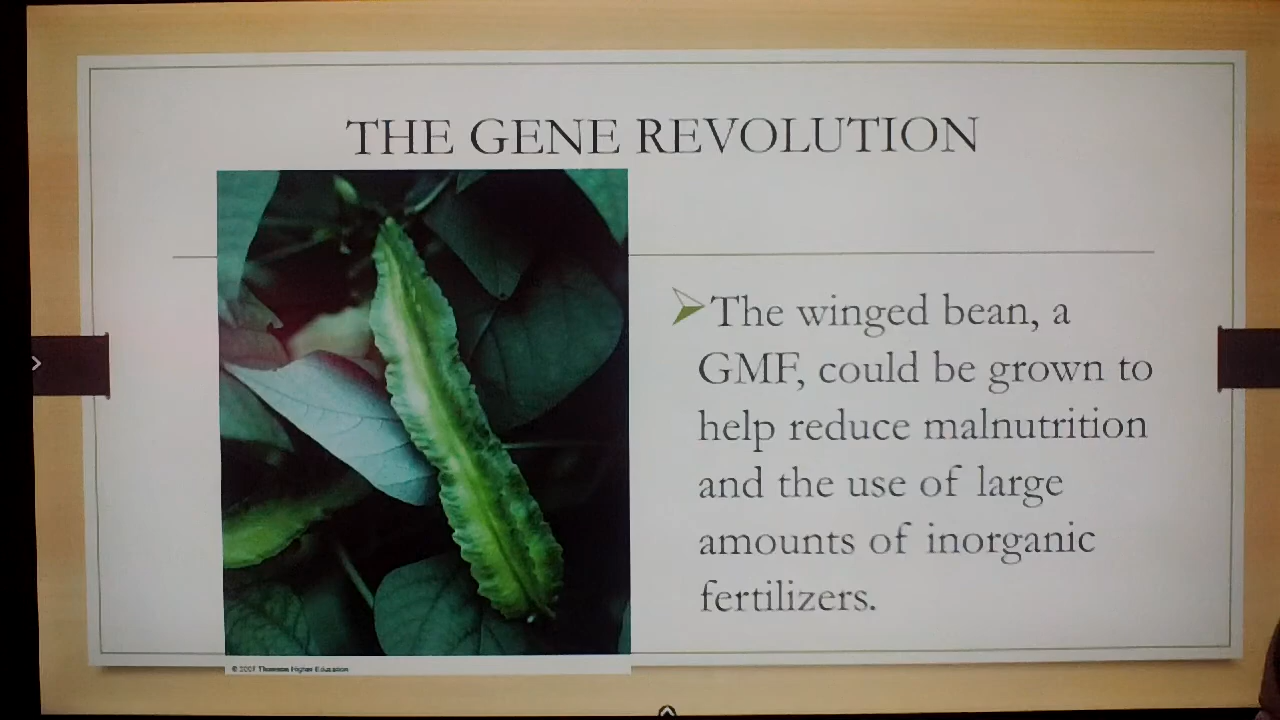 THE GENE REVOLUTION
The winged bean, a
GMF, could be grown to
help reduce malnutrition
and the use of large
amounts of inorganic
fertilizers.
© 2007 Thomson Higher Education